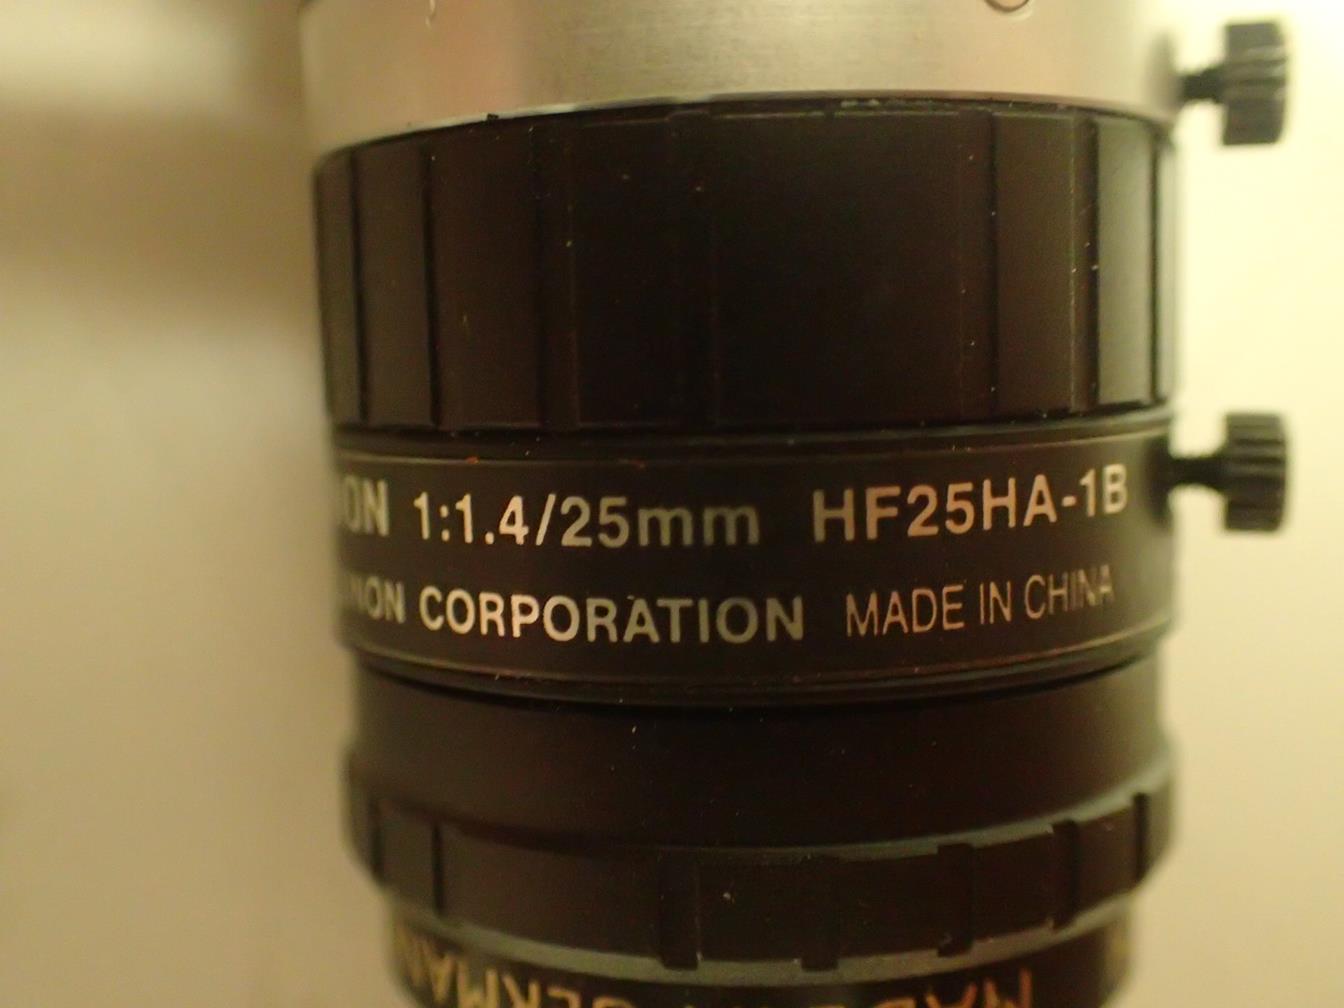 1:1.4/25mm HF25HA-1B
CORPORATION MADE IN CHINA